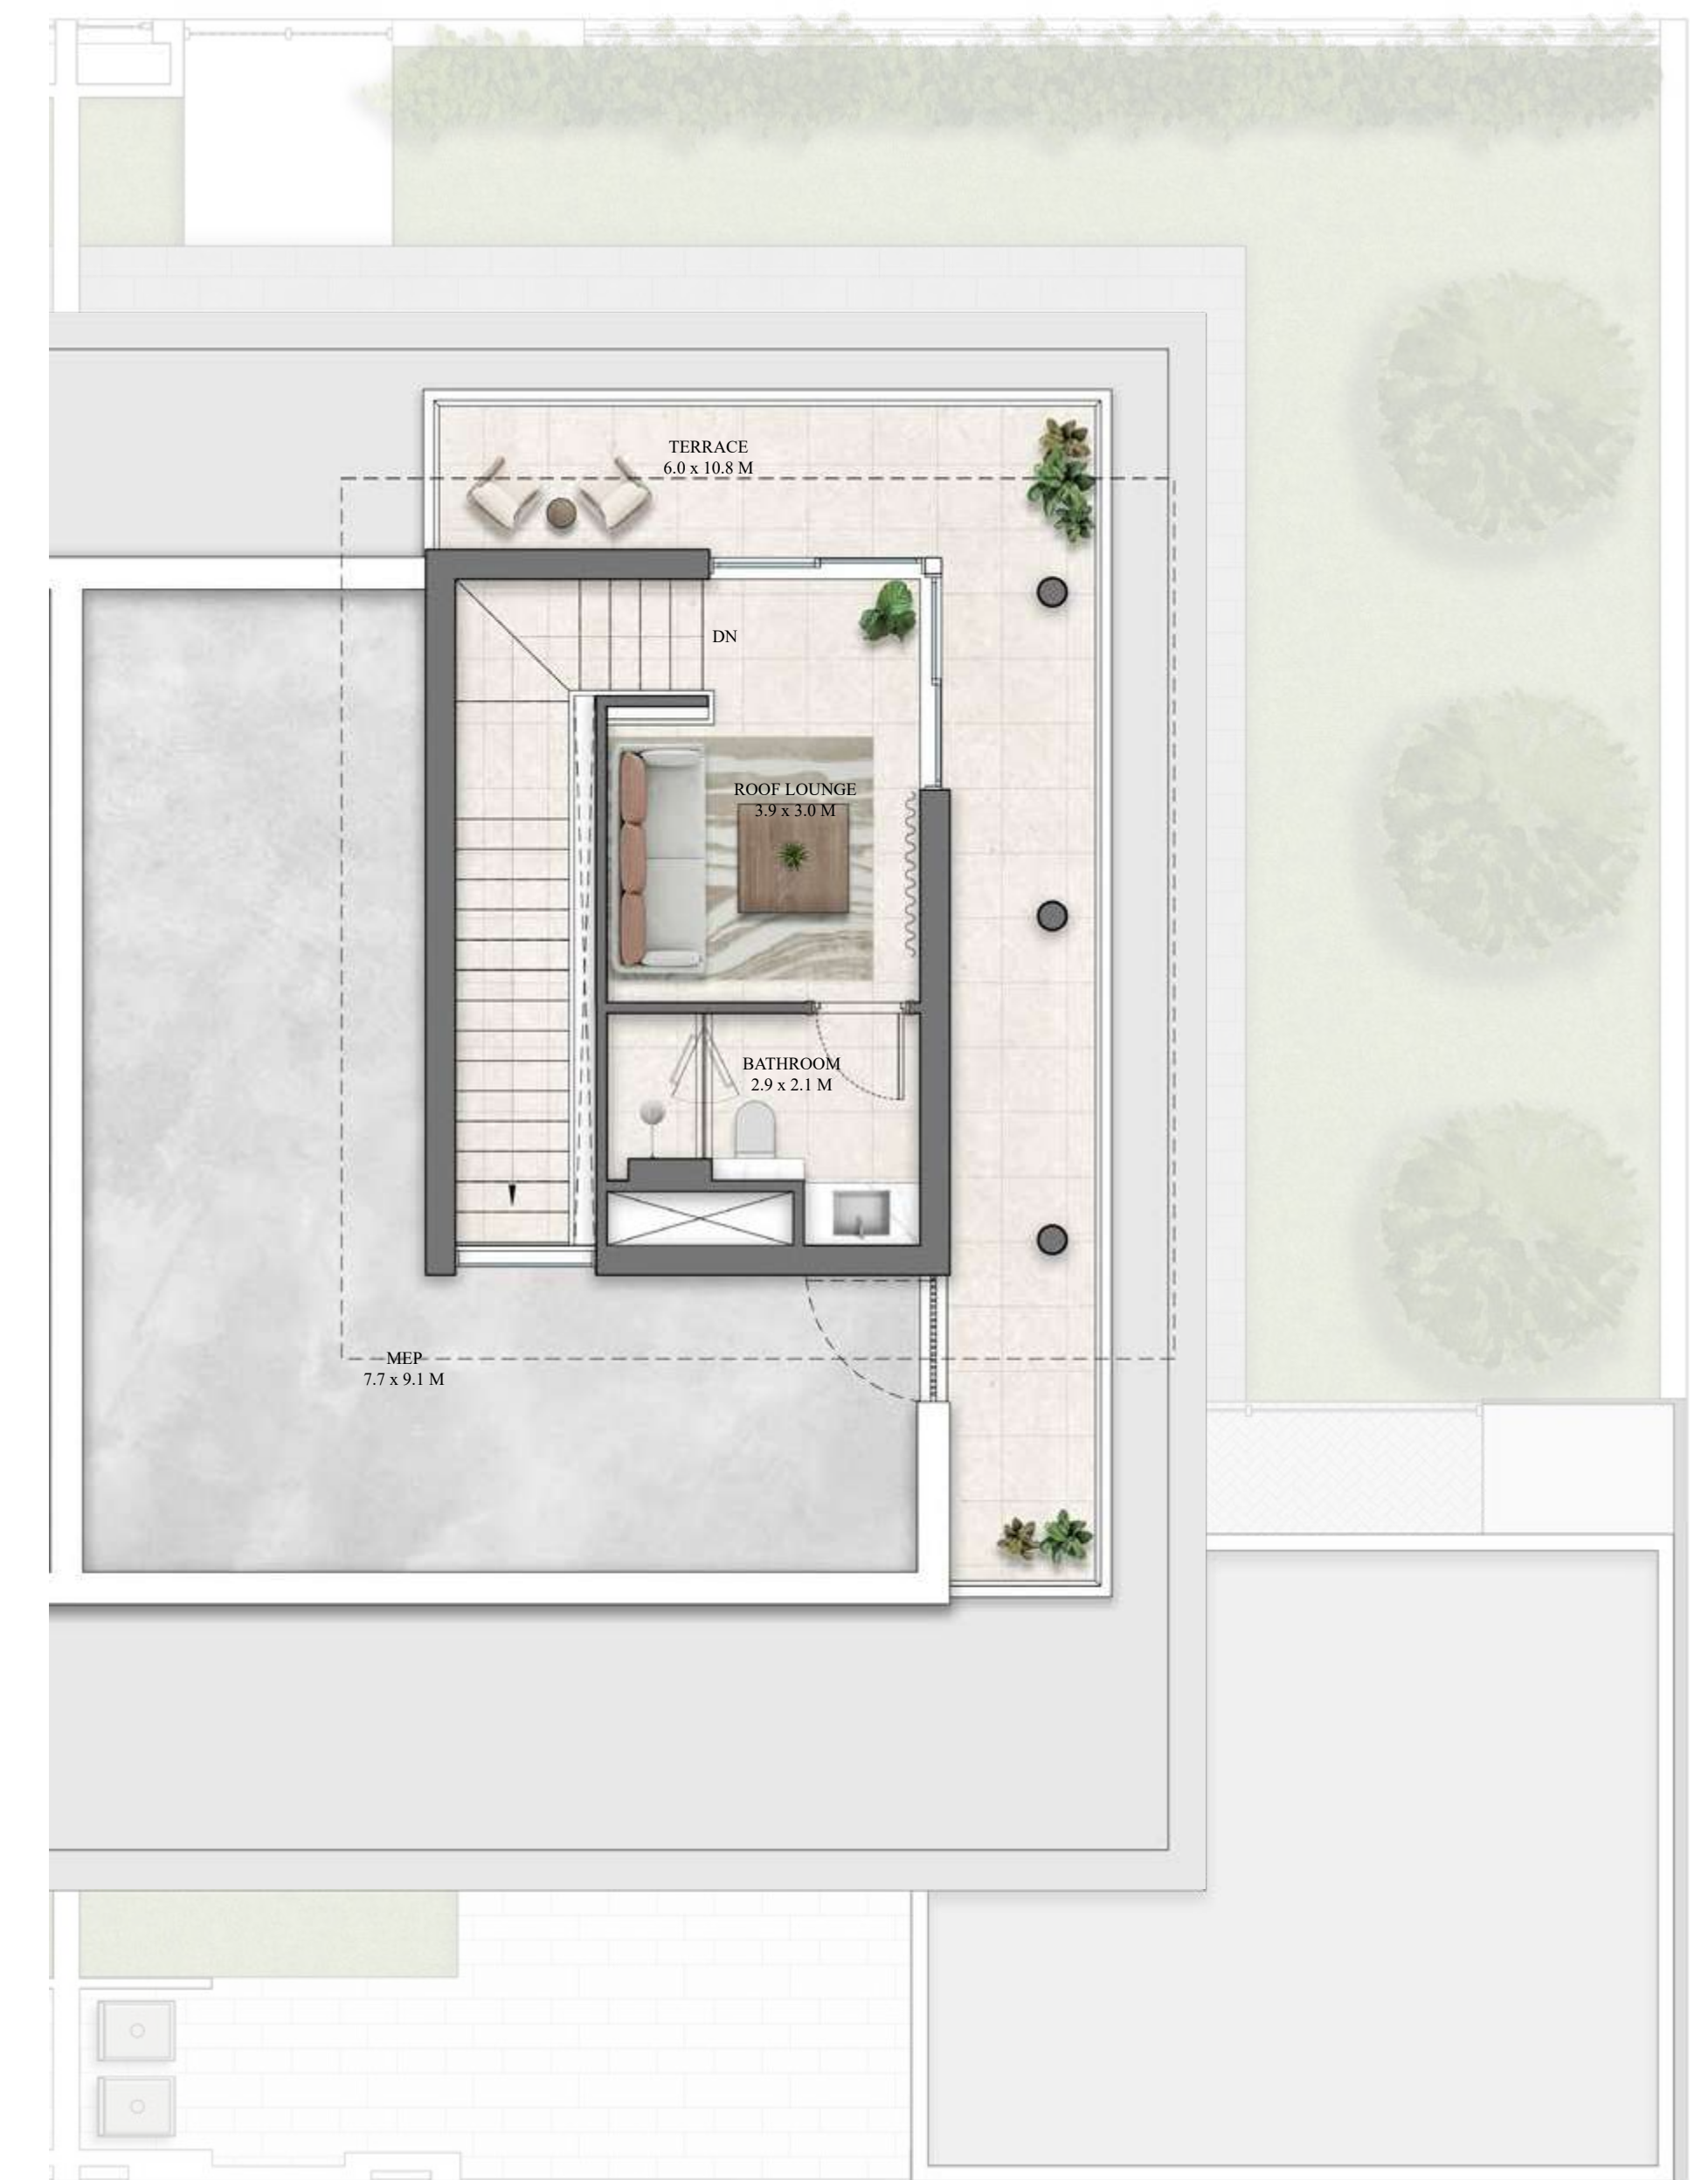 TERRACE
6.0 x 10.8 M
DN
ROOF LOUNGE
3.9 x 3.0 M
BATHROOM
2.9 x 2.1 M
MEP
7.7 x 9.1 M